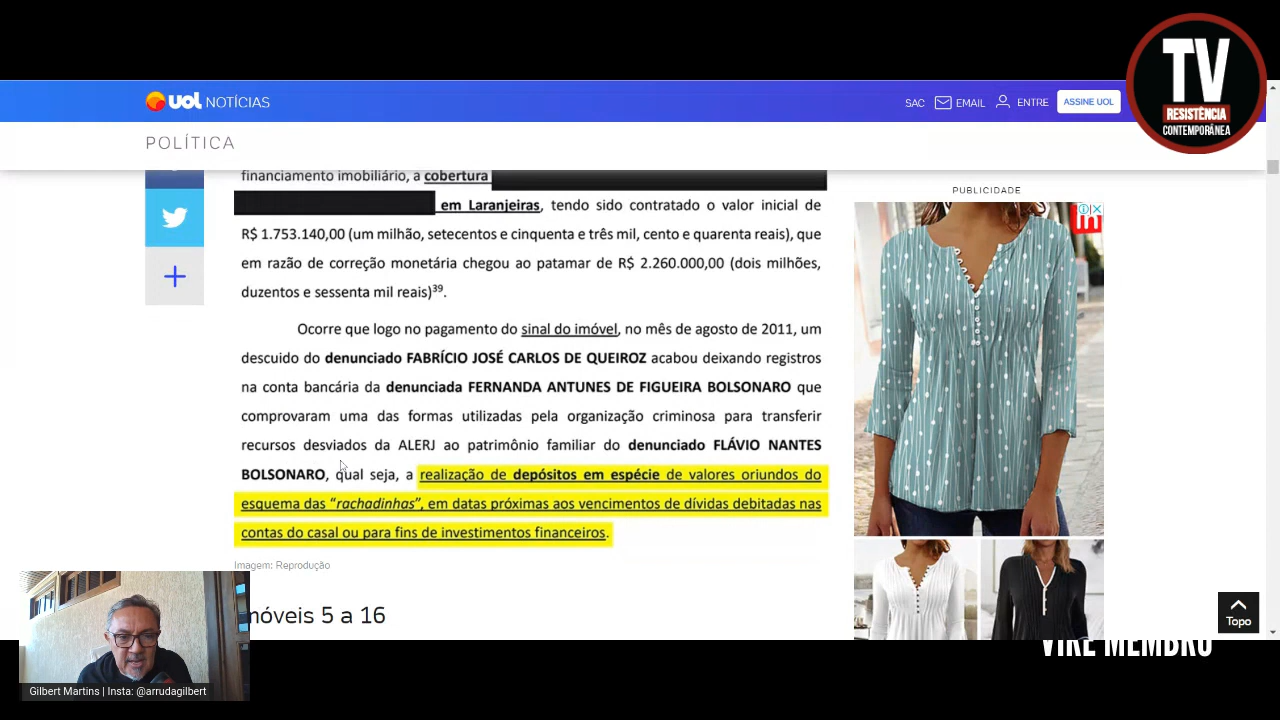 TV
RESISTÊNCIA
CONTEMPORÂNEA
UOL NOTÍCIAS
SAC
EMAIL
ENTRE
ASSINE UOL
POLÍTICA
financiamento imobiliário, a cobertura
em Laranjeiras, tendo sido contratado o valor inicial de
R$ 1.753.140,00 (um milhão, setecentos e cinquenta e três mil, cento e quarenta reais), que
em razão de correção monetária chegou ao patamar de R$ 2.260.000,00 (dois milhões,
duzentos e sessenta mil reais)³⁹.
Ocorre que logo no pagamento do sinal do imóvel, no mês de agosto de 2011, um
descuido do denunciado FABRÍCIO JOSÉ CARLOS DE QUEIROZ acabou deixando registros
na conta bancária da denunciada FERNANDA ANTUNES DE FIGUEIRA BOLSONARO que
comprovaram uma das formas utilizadas pela organização criminosa para transferir
recursos desviados da ALERJ ao patrimônio familiar do denunciado FLÁVIO NANTES
BOLSONARO, qual seja, a realização de depósitos em espécie de valores oriundos do
esquema das “rachadinhas”, em datas próximas aos vencimentos de dívidas debitadas nas
contas do casal ou para fins de investimentos financeiros.
Imagem: Reprodução
móveis 5 a 16
PUBLICIDADE
Topo
VIRE MEMBRO
Gilbert Martins | Insta: @arrudagilbert